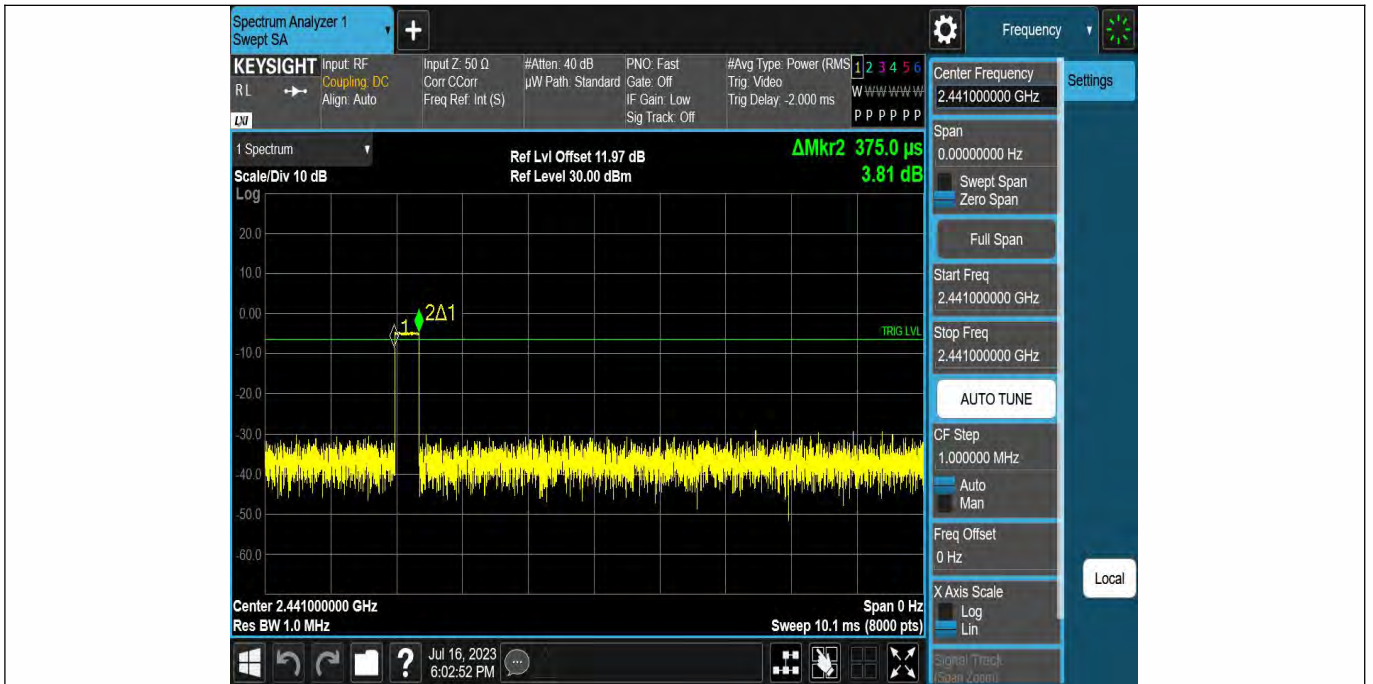 Spectrum Analyzer 1
Swept SA
+
Frequency
KEYSIGHT
R L
LXI
Input: RF
Coupling: DC
Align: Auto
Input Z: 50 Ω
Corr CCorr
Freq Ref: Int (S)
#Atten: 40 dB
µW Path: Standard
PNO: Fast
Gate: Off
IF Gain: Low
Sig Track: Off
#Avg Type: Power (RMS
Trig: Video
Trig Delay: -2.000 ms
1 2 3 4 5 6
W W W W W W
P P P P P P
Center Frequency
2.441000000 GHz
Settings
1 Spectrum
Scale/Div 10 dB
Ref Lvl Offset 11.97 dB
Ref Level 30.00 dBm
ΔMkr2 375.0 µs
3.81 dB
Log
20.0
10.0
0.00
-10.0
-20.0
-30.0
-40.0
-50.0
-60.0
1
2Δ1
TRIG LVL
Span
0.00000000 Hz
Swept Span
Zero Span
Full Span
Start Freq
2.441000000 GHz
Stop Freq
2.441000000 GHz
AUTO TUNE
CF Step
1.000000 MHz
Auto
Man
Freq Offset
0 Hz
X Axis Scale
Log
Lin
Signal Track
(Span Zoom)
Local
Center 2.441000000 GHz
Res BW 1.0 MHz
Span 0 Hz
Sweep 10.1 ms (8000 pts)
?
Jul 16, 2023
6:02:52 PM